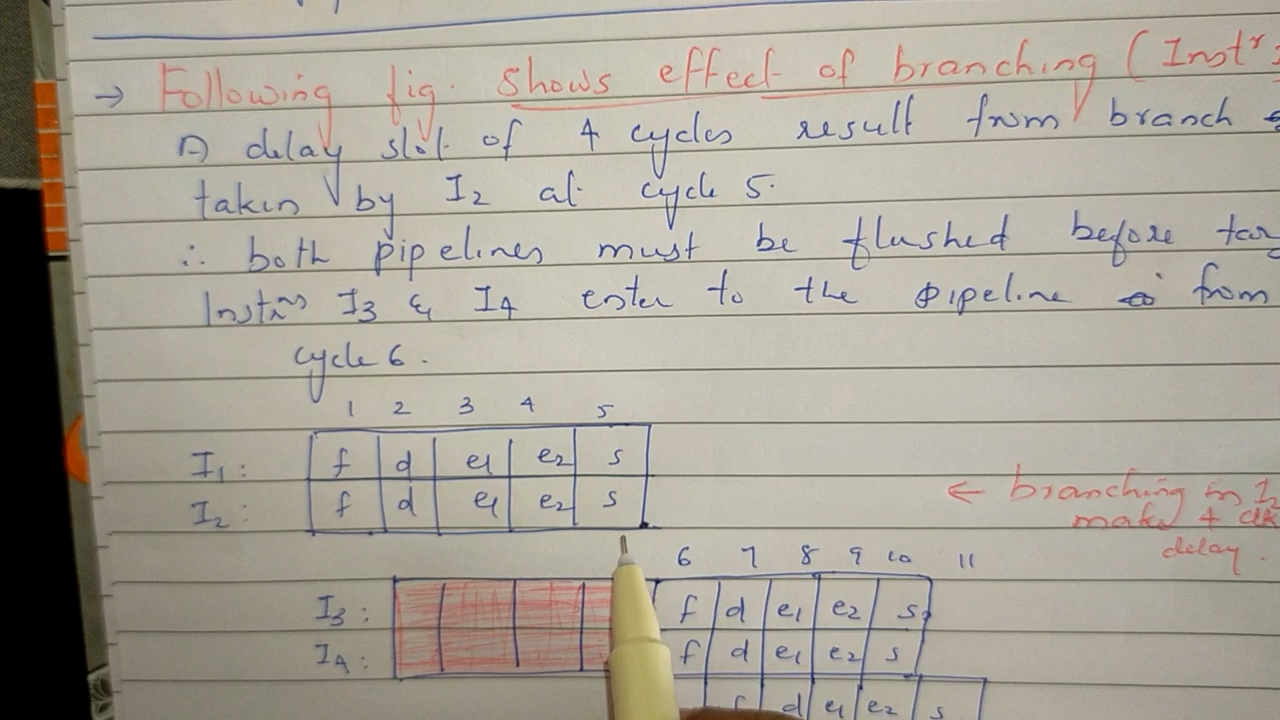 → Following fig. shows effect of branching (Instr
A delay slot of 4 cycles result from branch
taken by I2 at cycle 5.
∴ both pipelines must be flushed before tar
Instrns I3 & I4 enter to the pipeline from
cycle 6.
1 2 3 4 5
I1: f d e1 e2 s
I2: f d e1 e2 s
← branching in I2
make 4 clk
delay.
6 7 8 9 10 11
I3: f d e1 e2 s
I4: f d e1 e2 s
f d e1 e2 s